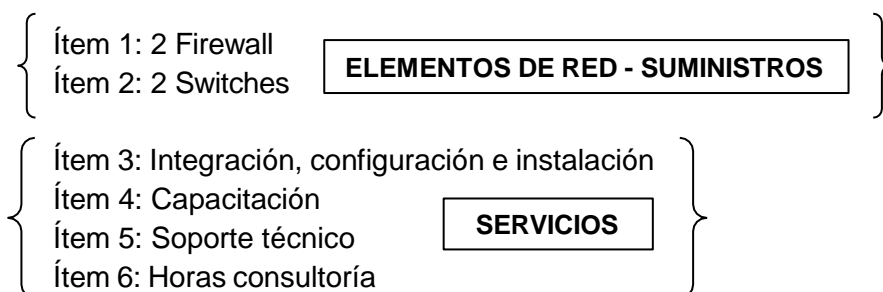 Ítem 1: 2 Firewall
Ítem 2: 2 Switches
ELEMENTOS DE RED - SUMINISTROS
Ítem 3: Integración, configuración e instalación
Ítem 4: Capacitación
Ítem 5: Soporte técnico
SERVICIOS
Ítem 6: Horas consultoría